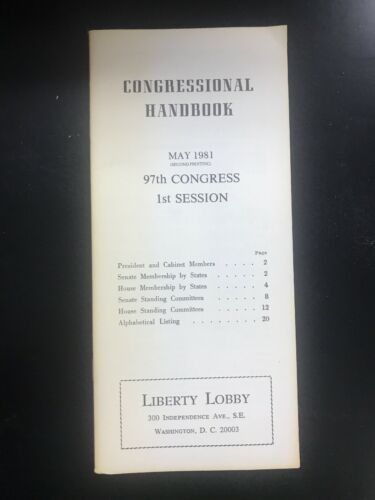 CONGRESSIONAL
HANDBOOK
MAY 1981
(SECOND PRINTING)
97th CONGRESS
1st SESSION
Page
President and Cabinet Members . . . . 2
Senate Membership by States . . . . . 2
House Membership by States . . . . . 4
Senate Standing Committees . . . . . 8
House Standing Committees . . . . . 12
Alphabetical Listing . . . . . . . . 20
LIBERTY LOBBY
300 INDEPENDENCE AVE., S.E.
WASHINGTON, D. C. 20003